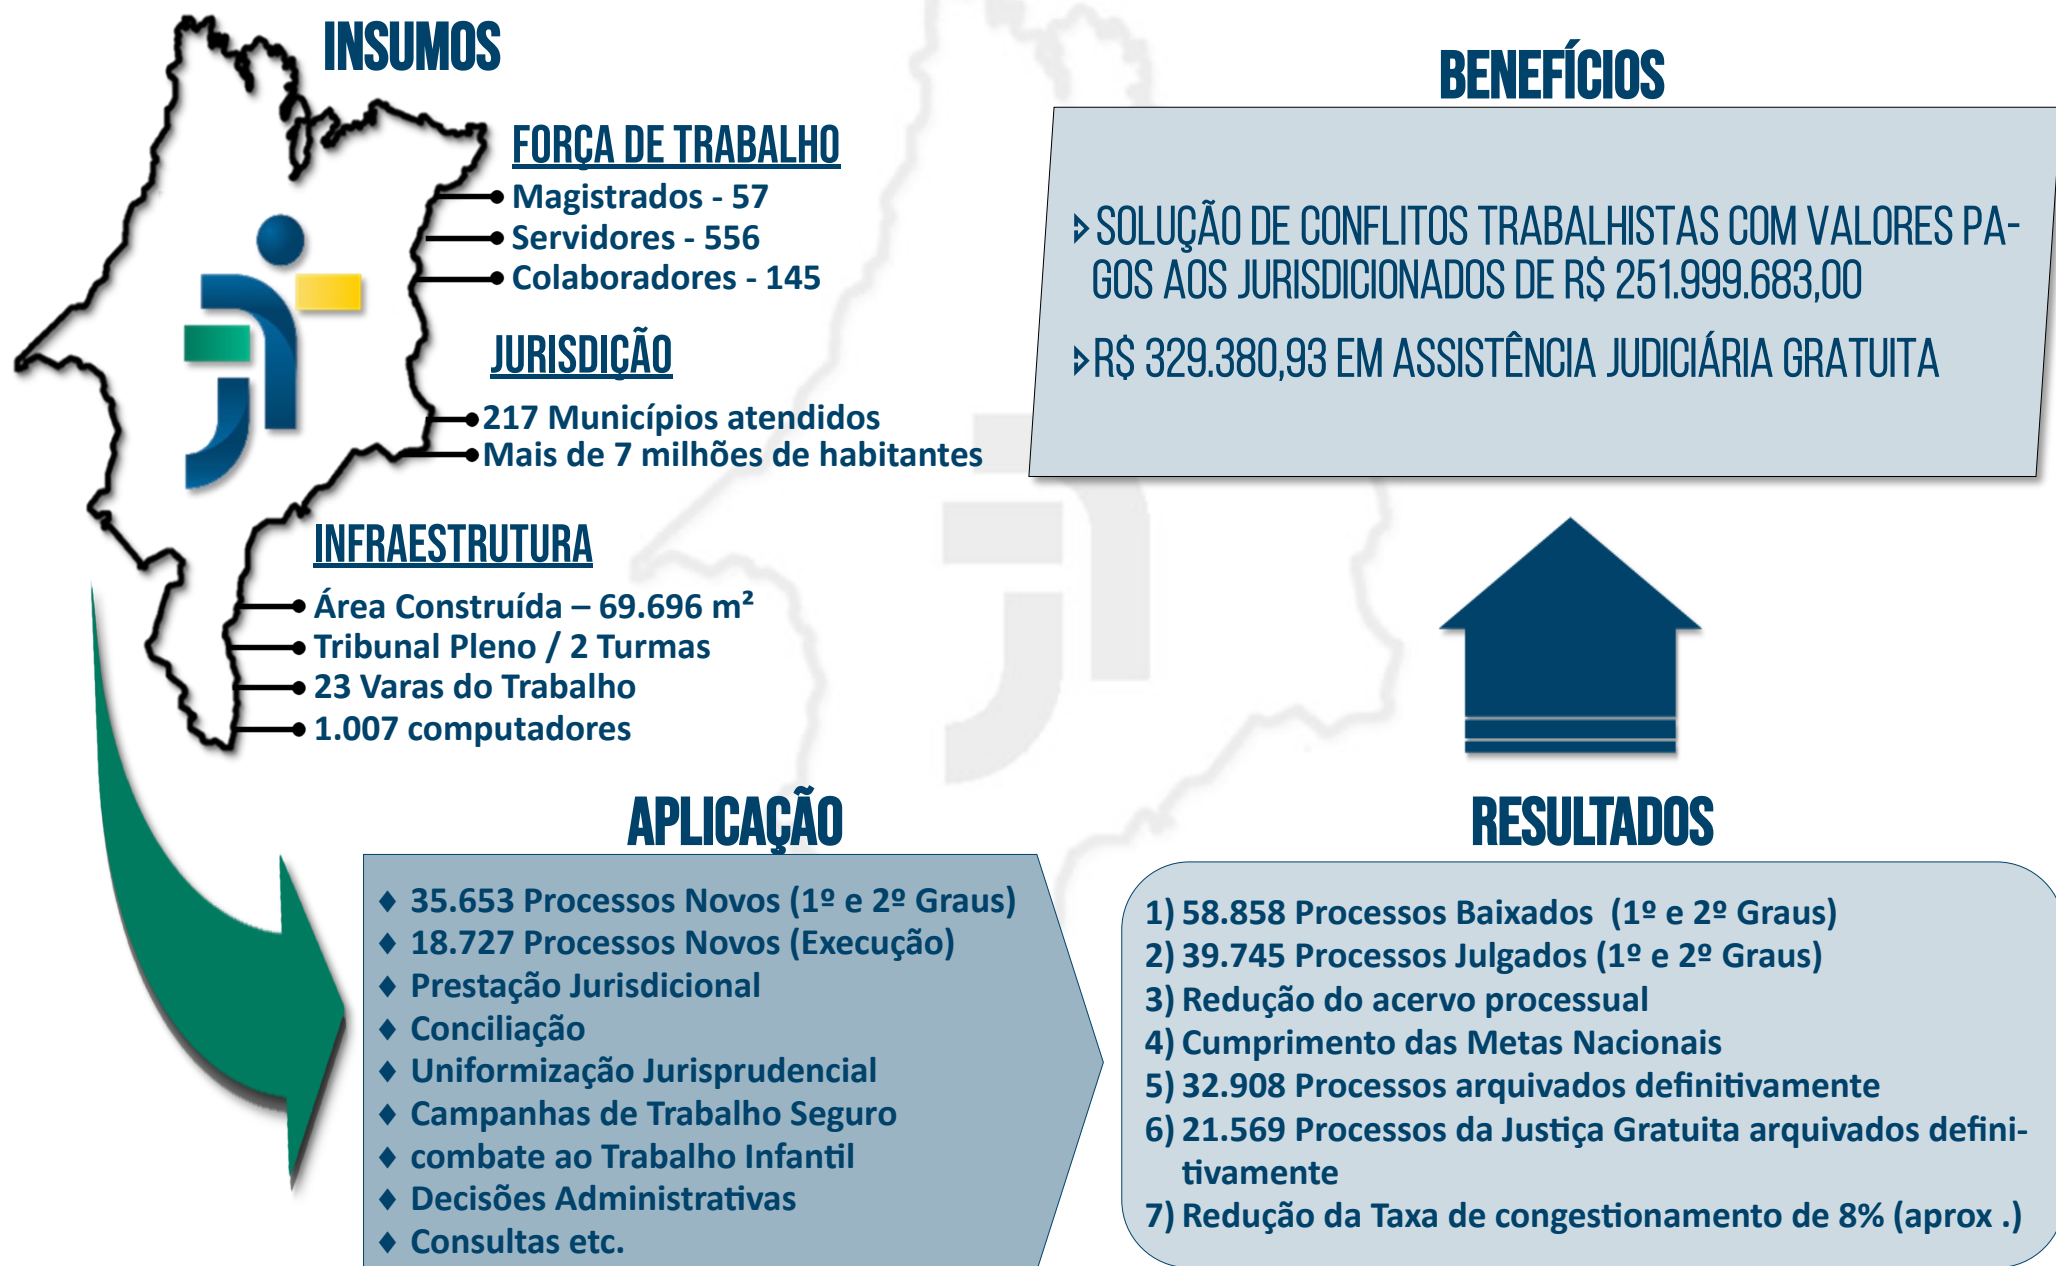 INSUMOS
FORÇA DE TRABALHO
Magistrados - 57
Servidores - 556
Colaboradores - 145
JURISDIÇÃO
217 Municípios atendidos
Mais de 7 milhões de habitantes
INFRAESTRUTURA
Área Construída – 69.696 m²
Tribunal Pleno / 2 Turmas
23 Varas do Trabalho
1.007 computadores
APLICAÇÃO
♦ 35.653 Processos Novos (1º e 2º Graus)
♦ 18.727 Processos Novos (Execução)
♦ Prestação Jurisdicional
♦ Conciliação
♦ Uniformização Jurisprudencial
♦ Campanhas de Trabalho Seguro
♦ combate ao Trabalho Infantil
♦ Decisões Administrativas
♦ Consultas etc.
RESULTADOS
1) 58.858 Processos Baixados (1º e 2º Graus)
2) 39.745 Processos Julgados (1º e 2º Graus)
3) Redução do acervo processual
4) Cumprimento das Metas Nacionais
5) 32.908 Processos arquivados definitivamente
6) 21.569 Processos da Justiça Gratuita arquivados defini-
tivamente
7) Redução da Taxa de congestionamento de 8% (aprox .)
BENEFÍCIOS
SOLUÇÃO DE CONFLITOS TRABALHISTAS COM VALORES PA-
GOS AOS JURISDICIONADOS DE R$ 251.999.683,00
R$ 329.380,93 EM ASSISTÊNCIA JUDICIÁRIA GRATUITA